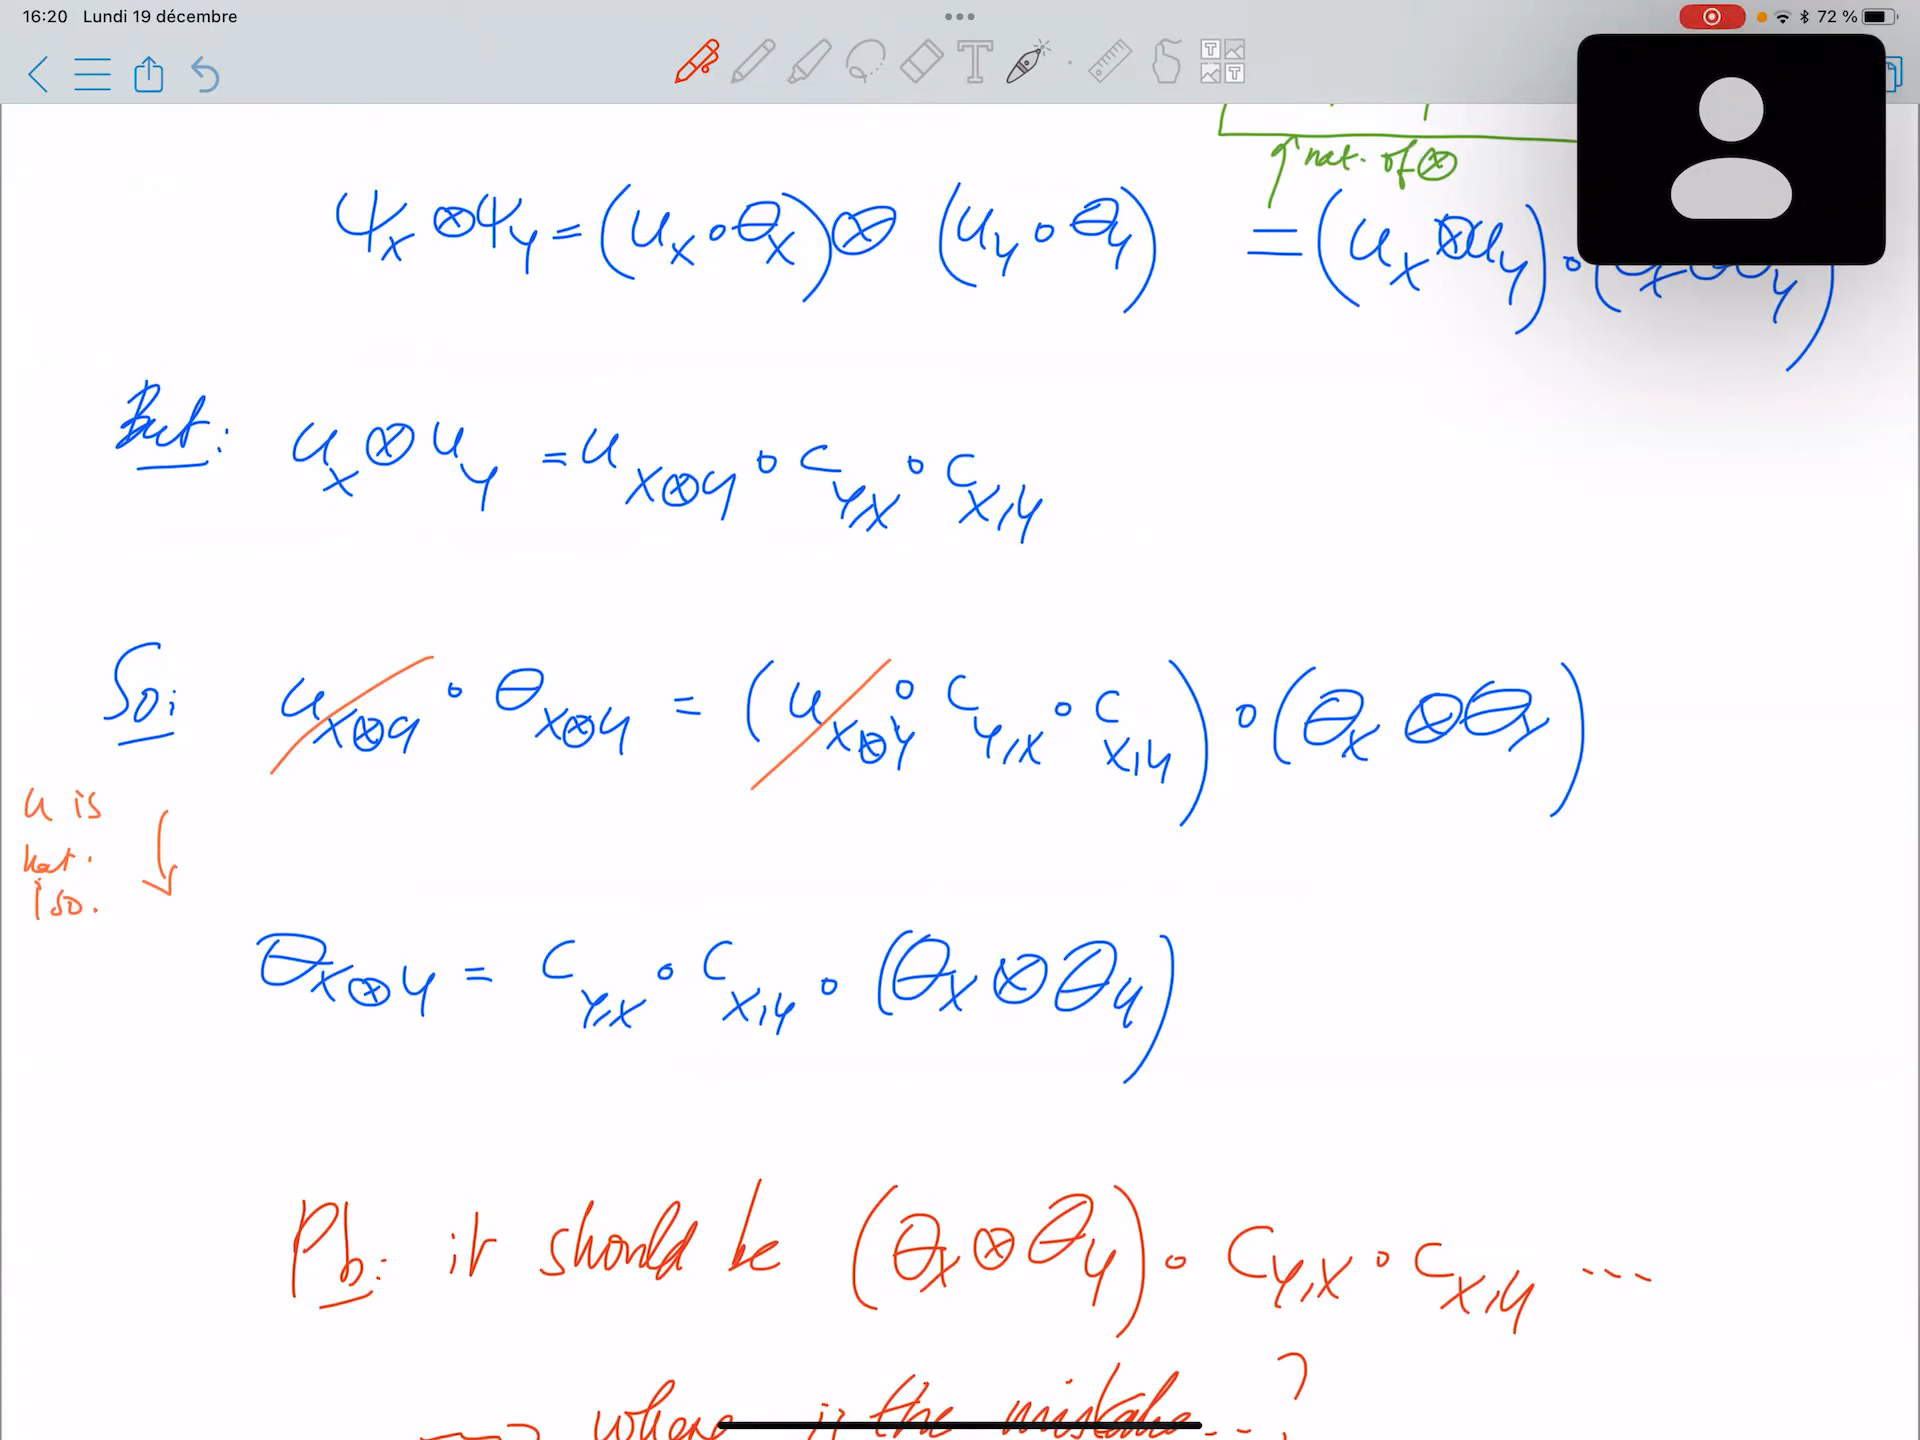 16:20 Lundi 19 décembre 72 %
nat. of ⊗
Ψ_X ⊗ Ψ_Y = (u_X ∘ θ_X) ⊗ (u_Y ∘ θ_Y) = (u_X ⊗ u_Y) ∘ (
But: u_X ⊗ u_Y = u_{X⊗Y} ∘ c_{Y,X} ∘ c_{X,Y}
So: u_{X⊗Y} ∘ θ_{X⊗Y} = (u_{X⊗Y} ∘ c_{Y,X} ∘ c_{X,Y}) ∘ (θ_X ⊗ θ_Y)
u is
nat.
iso.
θ_{X⊗Y} = c_{Y,X} ∘ c_{X,Y} ∘ (θ_X ⊗ θ_Y)
Pb: it should be (θ_X ⊗ θ_Y) ∘ c_{Y,X} ∘ c_{X,Y} ...
where is the mistake...?